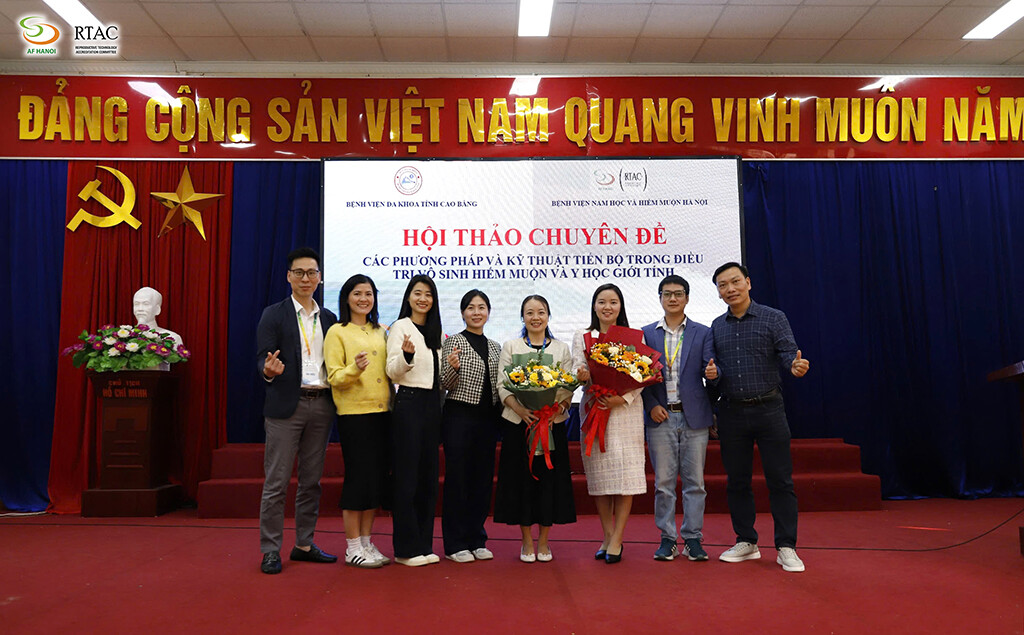 AF HANOI
RTAC
REPRODUCTIVE TECHNOLOGY
ACCREDITATION COMMITTEE
ĐẢNG CỘNG SẢN VIỆT NAM QUANG VINH MUÔN NĂM
RTAC
BỆNH VIỆN ĐA KHOA TỈNH CAO BẰNG
BỆNH VIỆN NAM HỌC VÀ HIẾM MUỘN HÀ NỘI
HỘI THẢO CHUYÊN ĐỀ
CÁC PHƯƠNG PHÁP VÀ KỸ THUẬT TIẾN BỘ TRONG ĐIỀU
TRỊ VÔ SINH HIẾM MUỘN VÀ Y HỌC GIỚI TÍNH
CHỦ TỊCH
HỒ CHÍ MINH